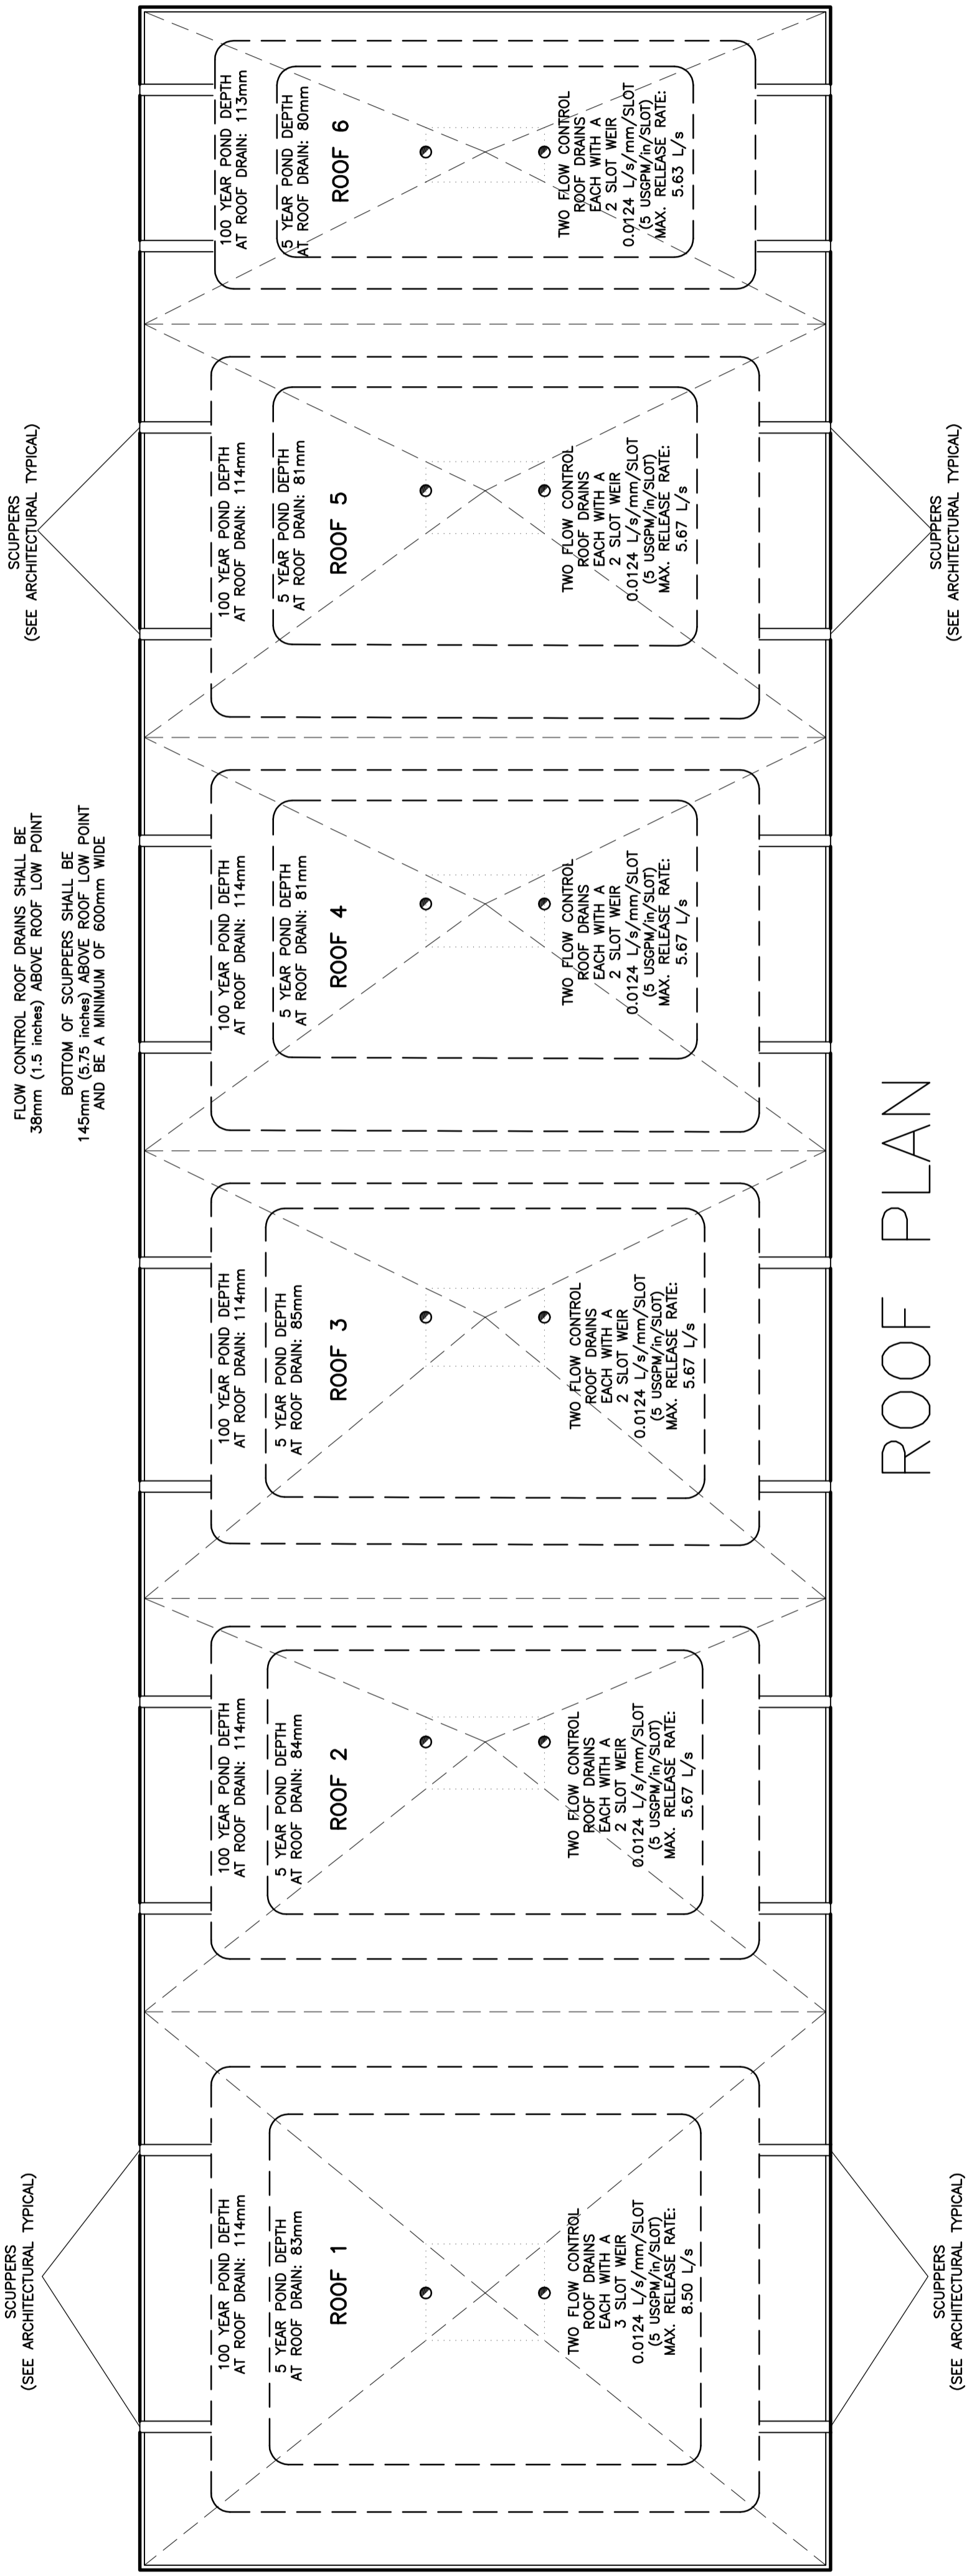 SCUPPERS
(SEE ARCHITECTURAL TYPICAL)
FLOW CONTROL ROOF DRAINS SHALL BE
38mm (1.5 inches) ABOVE ROOF LOW POINT
BOTTOM OF SCUPPERS SHALL BE
145mm (5.75 inches) ABOVE ROOF LOW POINT
AND BE A MINIMUM OF 600mm WIDE
SCUPPERS
(SEE ARCHITECTURAL TYPICAL)
100 YEAR POND DEPTH
AT ROOF DRAIN: 114mm
5 YEAR POND DEPTH
AT ROOF DRAIN: 83mm
ROOF 1
TWO FLOW CONTROL
ROOF DRAINS
EACH WITH A
3 SLOT WEIR
0.0124 L/s/mm/SLOT
(5 USGPM/in/SLOT)
MAX. RELEASE RATE:
8.50 L/s
100 YEAR POND DEPTH
AT ROOF DRAIN: 114mm
5 YEAR POND DEPTH
AT ROOF DRAIN: 84mm
ROOF 2
TWO FLOW CONTROL
ROOF DRAINS
EACH WITH A
2 SLOT WEIR
0.0124 L/s/mm/SLOT
(5 USGPM/in/SLOT)
MAX. RELEASE RATE:
5.67 L/s
100 YEAR POND DEPTH
AT ROOF DRAIN: 114mm
5 YEAR POND DEPTH
AT ROOF DRAIN: 85mm
ROOF 3
TWO FLOW CONTROL
ROOF DRAINS
EACH WITH A
2 SLOT WEIR
0.0124 L/s/mm/SLOT
(5 USGPM/in/SLOT)
MAX. RELEASE RATE:
5.67 L/s
100 YEAR POND DEPTH
AT ROOF DRAIN: 114mm
5 YEAR POND DEPTH
AT ROOF DRAIN: 81mm
ROOF 4
TWO FLOW CONTROL
ROOF DRAINS
EACH WITH A
2 SLOT WEIR
0.0124 L/s/mm/SLOT
(5 USGPM/in/SLOT)
MAX. RELEASE RATE:
5.67 L/s
100 YEAR POND DEPTH
AT ROOF DRAIN: 114mm
5 YEAR POND DEPTH
AT ROOF DRAIN: 81mm
ROOF 5
TWO FLOW CONTROL
ROOF DRAINS
EACH WITH A
2 SLOT WEIR
0.0124 L/s/mm/SLOT
(5 USGPM/in/SLOT)
MAX. RELEASE RATE:
5.67 L/s
100 YEAR POND DEPTH
AT ROOF DRAIN: 113mm
5 YEAR POND DEPTH
AT ROOF DRAIN: 80mm
ROOF 6
TWO FLOW CONTROL
ROOF DRAINS
EACH WITH A
2 SLOT WEIR
0.0124 L/s/mm/SLOT
(5 USGPM/in/SLOT)
MAX. RELEASE RATE:
5.63 L/s
SCUPPERS
(SEE ARCHITECTURAL TYPICAL)
SCUPPERS
(SEE ARCHITECTURAL TYPICAL)
ROOF PLAN